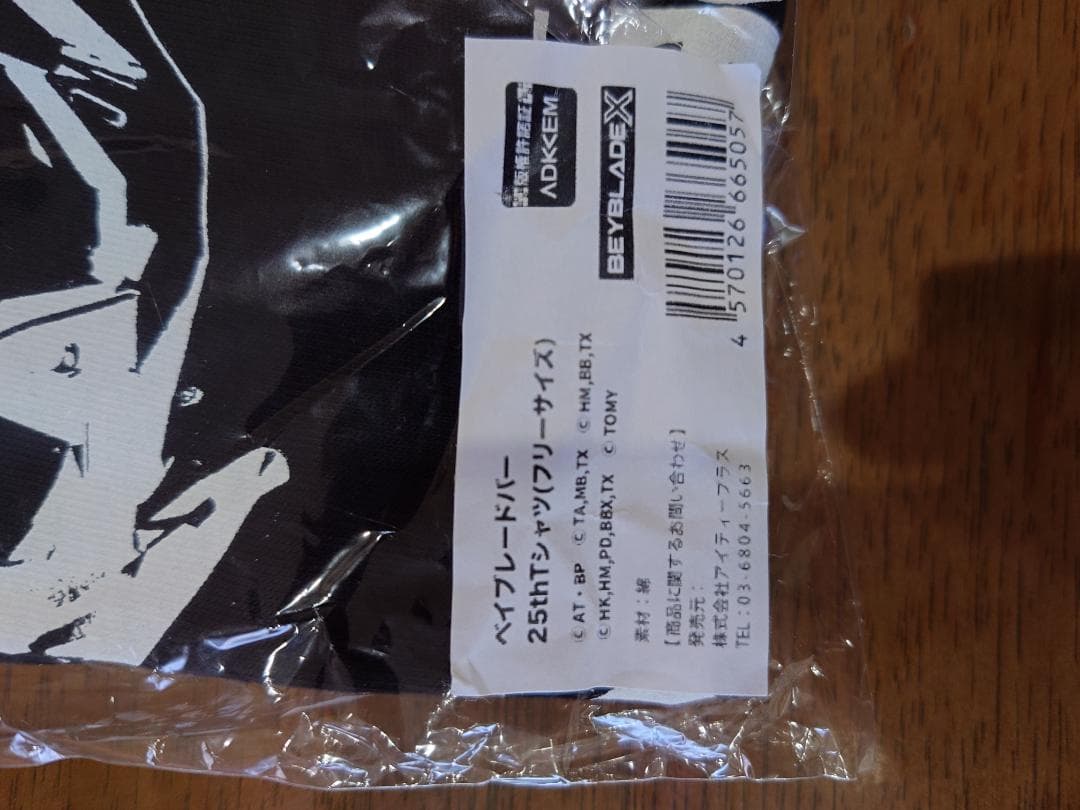 ベイブレードバー
25thTシャツ(フリーサイズ)
Ⓒ AT・BP Ⓒ TA,MB,TX Ⓒ HM,BB,TX
Ⓒ HK,HM,PD,BBX,TX Ⓒ TOMY
素材：綿
【商品に関するお問い合わせ】
発売元：
株式会社アイティープラス
TEL：03-6804-5663
版権許諾証
ADK EM
BEYBLADE X
4 570126 665057